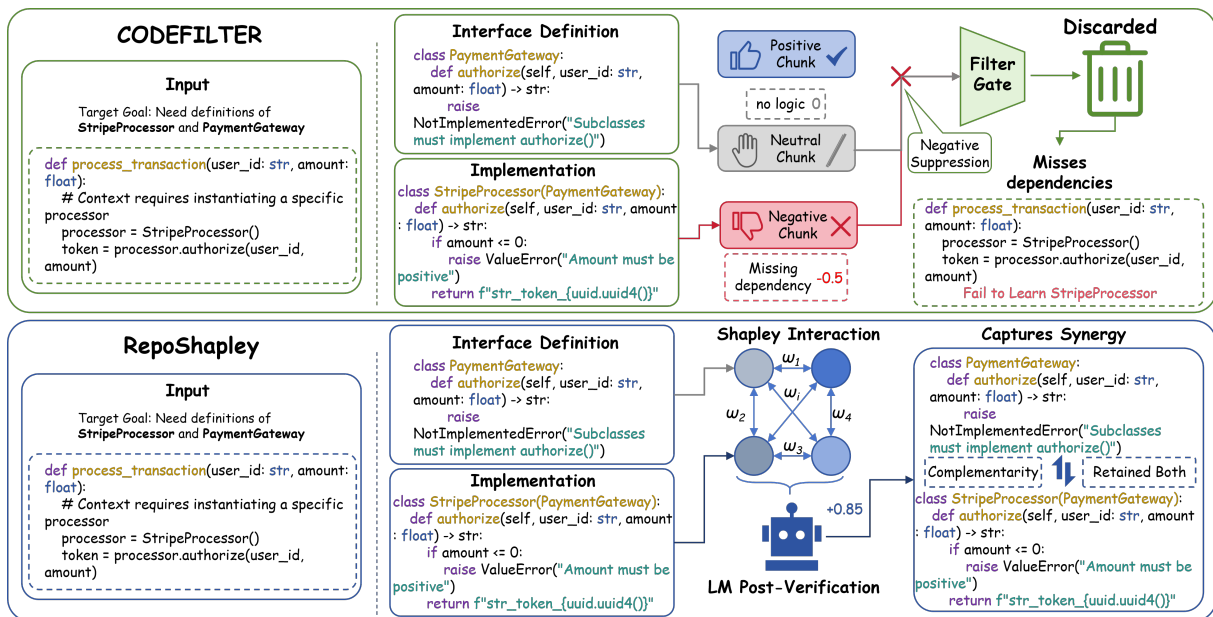 CODEFILTER
Input
Target Goal: Need definitions of
StripeProcessor and PaymentGateway
def process_transaction(user_id: str, amount:
float):
# Context requires instantiating a specific
processor
processor = StripeProcessor()
token = processor.authorize(user_id,
amount)
Interface Definition
class PaymentGateway:
def authorize(self, user_id: str,
amount: float) -> str:
raise
NotImplementedError("Subclasses
must implement authorize()")
Implementation
class StripeProcessor(PaymentGateway):
def authorize(self, user_id: str, amount
: float) -> str:
if amount <= 0:
raise ValueError("Amount must be
positive")
return f"str_token_{uuid.uuid4()}"
Positive
Chunk
no logic 0
Neutral
Chunk
Negative
Chunk
Missing
dependency -0.5
Negative
Suppression
Filter
Gate
Discarded
Misses
dependencies
def process_transaction(user_id: str,
amount: float):
processor = StripeProcessor()
token = processor.authorize(user_id,
amount)
Fail to Learn StripeProcessor
RepoShapley
Input
Target Goal: Need definitions of
StripeProcessor and PaymentGateway
def process_transaction(user_id: str, amount:
float):
# Context requires instantiating a specific
processor
processor = StripeProcessor()
token = processor.authorize(user_id,
amount)
Interface Definition
class PaymentGateway:
def authorize(self, user_id: str,
amount: float) -> str:
raise
NotImplementedError("Subclasses
must implement authorize()")
Implementation
class StripeProcessor(PaymentGateway):
def authorize(self, user_id: str, amount
: float) -> str:
if amount <= 0:
raise ValueError("Amount must be
positive")
return f"str_token_{uuid.uuid4()}"
Shapley Interaction
ω1
ωi
ω2
ω4
ω3
+0.85
LM Post-Verification
Captures Synergy
class PaymentGateway:
def authorize(self, user_id: str,
amount: float) -> str:
raise
NotImplementedError("Subclasses
must implement authorize()")
Complementarity
Retained Both
class StripeProcessor(PaymentGateway):
def authorize(self, user_id: str, amount
: float) -> str:
if amount <= 0:
raise ValueError("Amount must be
positive")
return f"str_token_{uuid.uuid4()}"